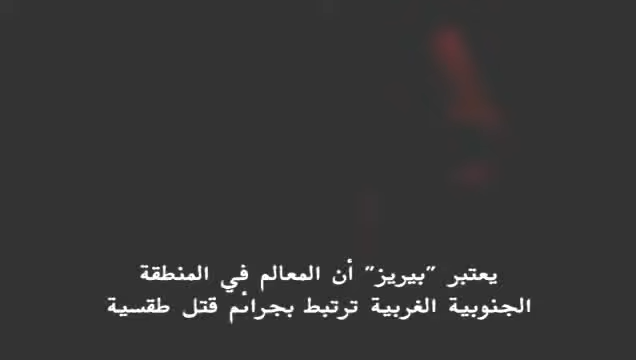 يعتبر "بيريز" أن المعالم في المنطقة
الجنوبية الغربية ترتبط بجرائم قتل طقسية